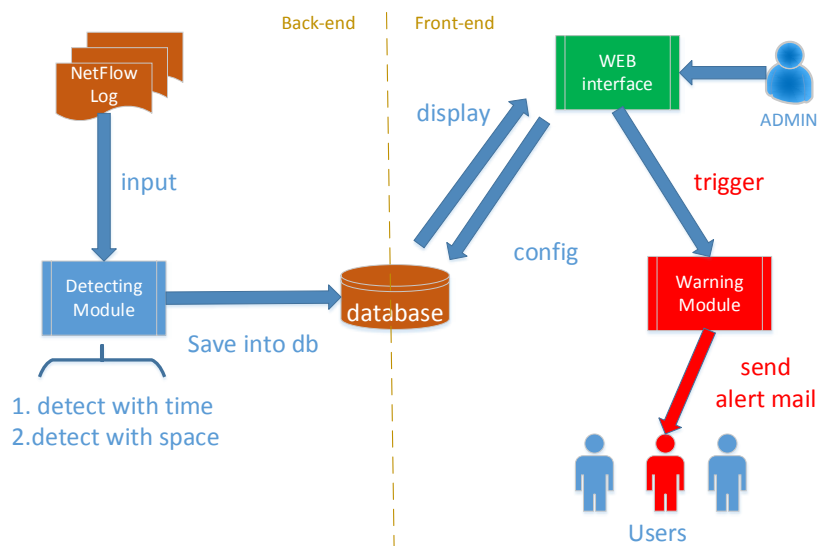 Back-end
Front-end
NetFlow
Log
WEB
interface
ADMIN
display
input
trigger
config
Detecting
Module
database
Warning
Module
Save into db
send
alert mail
1. detect with time
2.detect with space
Users